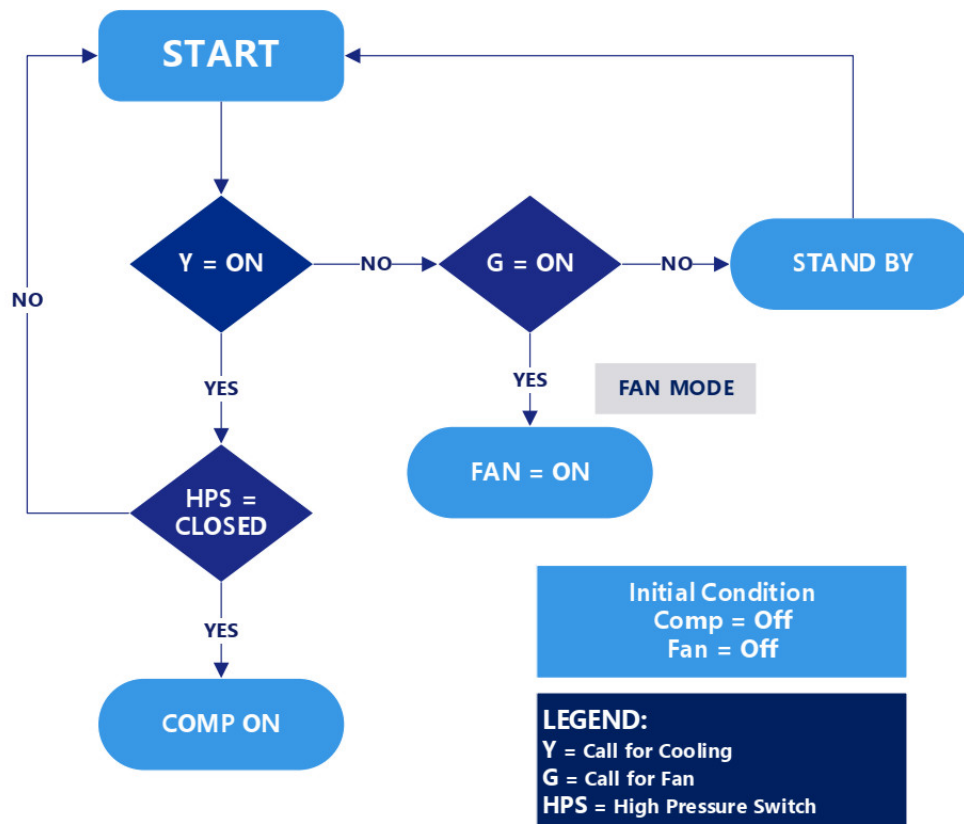 START
Y = ON
NO
G = ON
NO
STAND BY
NO
YES
YES
FAN MODE
HPS =
CLOSED
FAN = ON
YES
COMP ON
Initial Condition
Comp = Off
Fan = Off
LEGEND:
Y = Call for Cooling
G = Call for Fan
HPS = High Pressure Switch